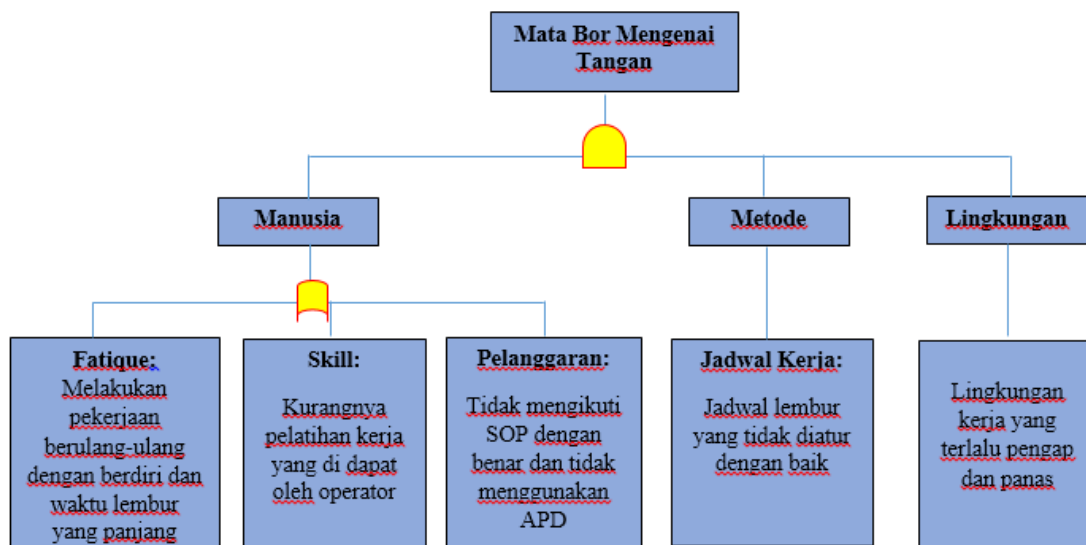 Mata Bor Mengenai
Tangan
Manusia
Metode
Lingkungan
Fatique:
Melakukan
pekerjaan
berulang-ulang
dengan berdiri dan
waktu lembur
yang panjang
Skill:
Kurangnya
pelatihan kerja
yang di dapat
oleh operator
Pelanggaran:
Tidak mengikuti
SOP dengan
benar dan tidak
menggunakan
APD
Jadwal Kerja:
Jadwal lembur
yang tidak diatur
dengan baik
Lingkungan
kerja yang
terlalu pengap
dan panas